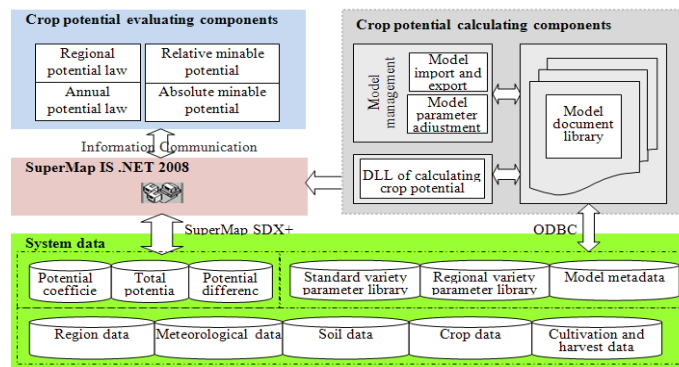 Crop potential evaluating components
Regional
potential law
Annual
potential law
Relative minable
potential
Absolute minable
potential
Information Communication
SuperMap IS .NET 2008
SuperMap SDX+
Crop potential calculating components
Model
management
Model
import and
export
Model
parameter
adjustment
Model
document
library
DLL of calculating
crop potential
ODBC
System data
Potential
coefficie
Total
potentia
Potential
differenc
Standard variety
parameter library
Regional variety
parameter library
Model metadata
Region data
Meteorological data
Soil data
Crop data
Cultivation and
harvest data